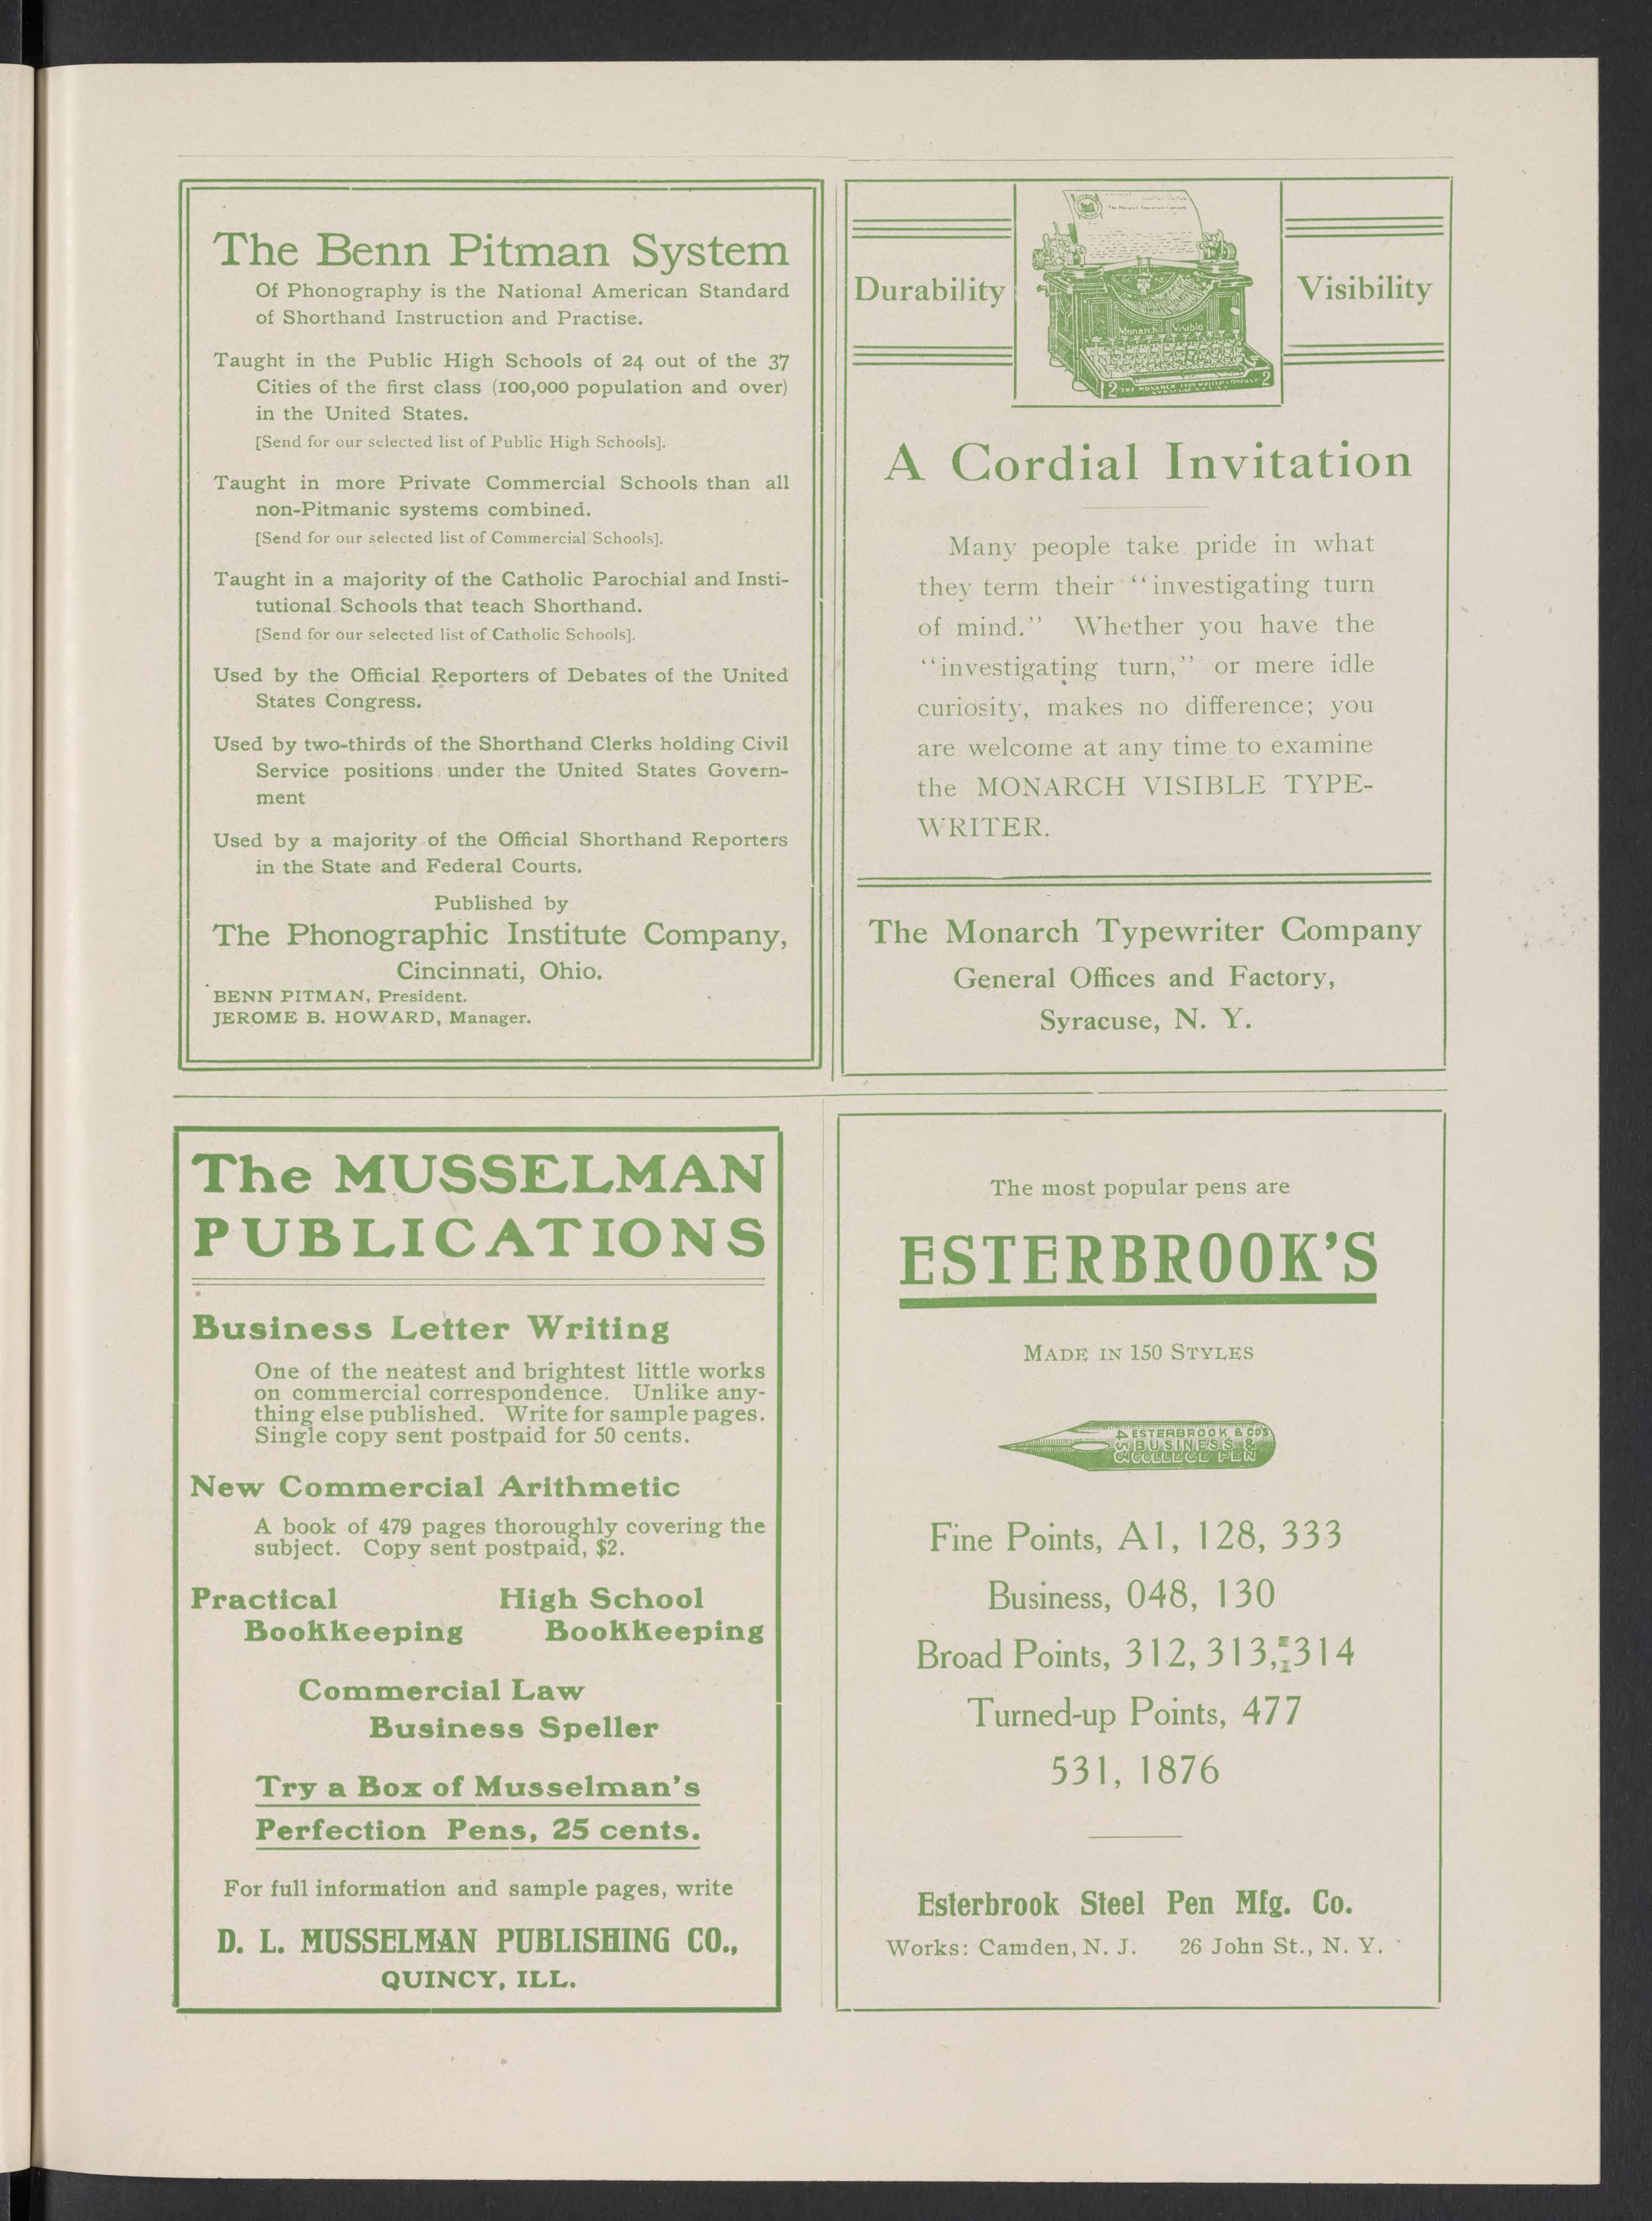 The Benn Pitman System
Of Phonography is the National American Standard
of Shorthand Instruction and Practise.
Taught in the Public High Schools of 24 out of the 37
Cities of the first class (100,000 population and over)
in the United States.
[Send for our selected list of Public High Schools].
Taught in more Private Commercial Schools than all
non-Pitmanic systems combined.
[Send for our selected list of Commercial Schools].
Taught in a majority of the Catholic Parochial and Insti-
tutional Schools that teach Shorthand.
[Send for our selected list of Catholic Schools].
Used by the Official Reporters of Debates of the United
States Congress.
Used by two-thirds of the Shorthand Clerks holding Civil
Service positions under the United States Govern-
ment
Used by a majority of the Official Shorthand Reporters
in the State and Federal Courts.
Published by
The Phonographic Institute Company,
Cincinnati, Ohio.
BENN PITMAN, President.
JEROME B. HOWARD, Manager.
Durability
Visibility
The Monarch Typewriter Company
Monarch Visible
2 THE MONARCH TYPEWRITER COMPANY 2
A Cordial Invitation
Many people take pride in what
they term their "investigating turn
of mind." Whether you have the
"investigating turn," or mere idle
curiosity, makes no difference; you
are welcome at any time to examine
the MONARCH VISIBLE TYPE-
WRITER.
The Monarch Typewriter Company
General Offices and Factory,
Syracuse, N. Y.
The MUSSELMAN
PUBLICATIONS
Business Letter Writing
One of the neatest and brightest little works
on commercial correspondence. Unlike any-
thing else published. Write for sample pages.
Single copy sent postpaid for 50 cents.
New Commercial Arithmetic
A book of 479 pages thoroughly covering the
subject. Copy sent postpaid, $2.
Practical
Bookkeeping
High School
Bookkeeping
Commercial Law
Business Speller
Try a Box of Musselman's
Perfection Pens, 25 cents.
For full information and sample pages, write
D. L. MUSSELMAN PUBLISHING CO.,
QUINCY, ILL.
The most popular pens are
ESTERBROOK'S
MADE IN 150 STYLES
453
ESTERBROOK & CO'S
BUSINESS &
COLLEGE PEN
Fine Points, A1, 128, 333
Business, 048, 130
Broad Points, 312, 313, 314
Turned-up Points, 477
531, 1876
Esterbrook Steel Pen Mfg. Co.
Works: Camden, N. J. 26 John St., N. Y.